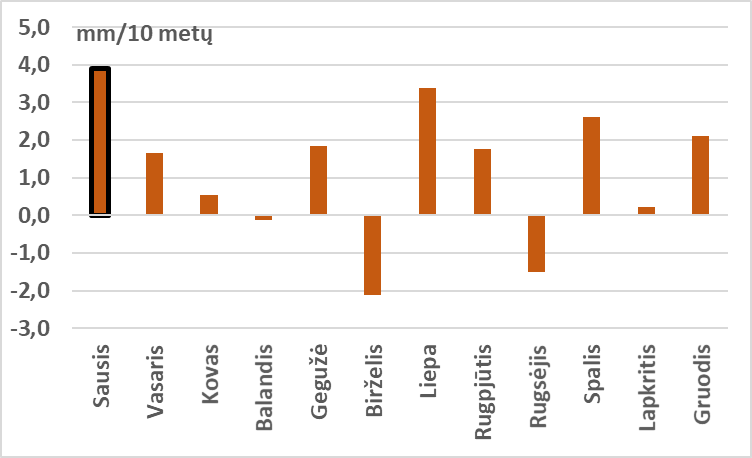 mm/10 metų
5,0
4,0
3,0
2,0
1,0
0,0
-1,0
-2,0
-3,0
Sausis
Vasaris
Kovas
Balandis
Gegužė
Birželis
Liepa
Rugpjūtis
Rugsėjis
Spalis
Lapkritis
Gruodis